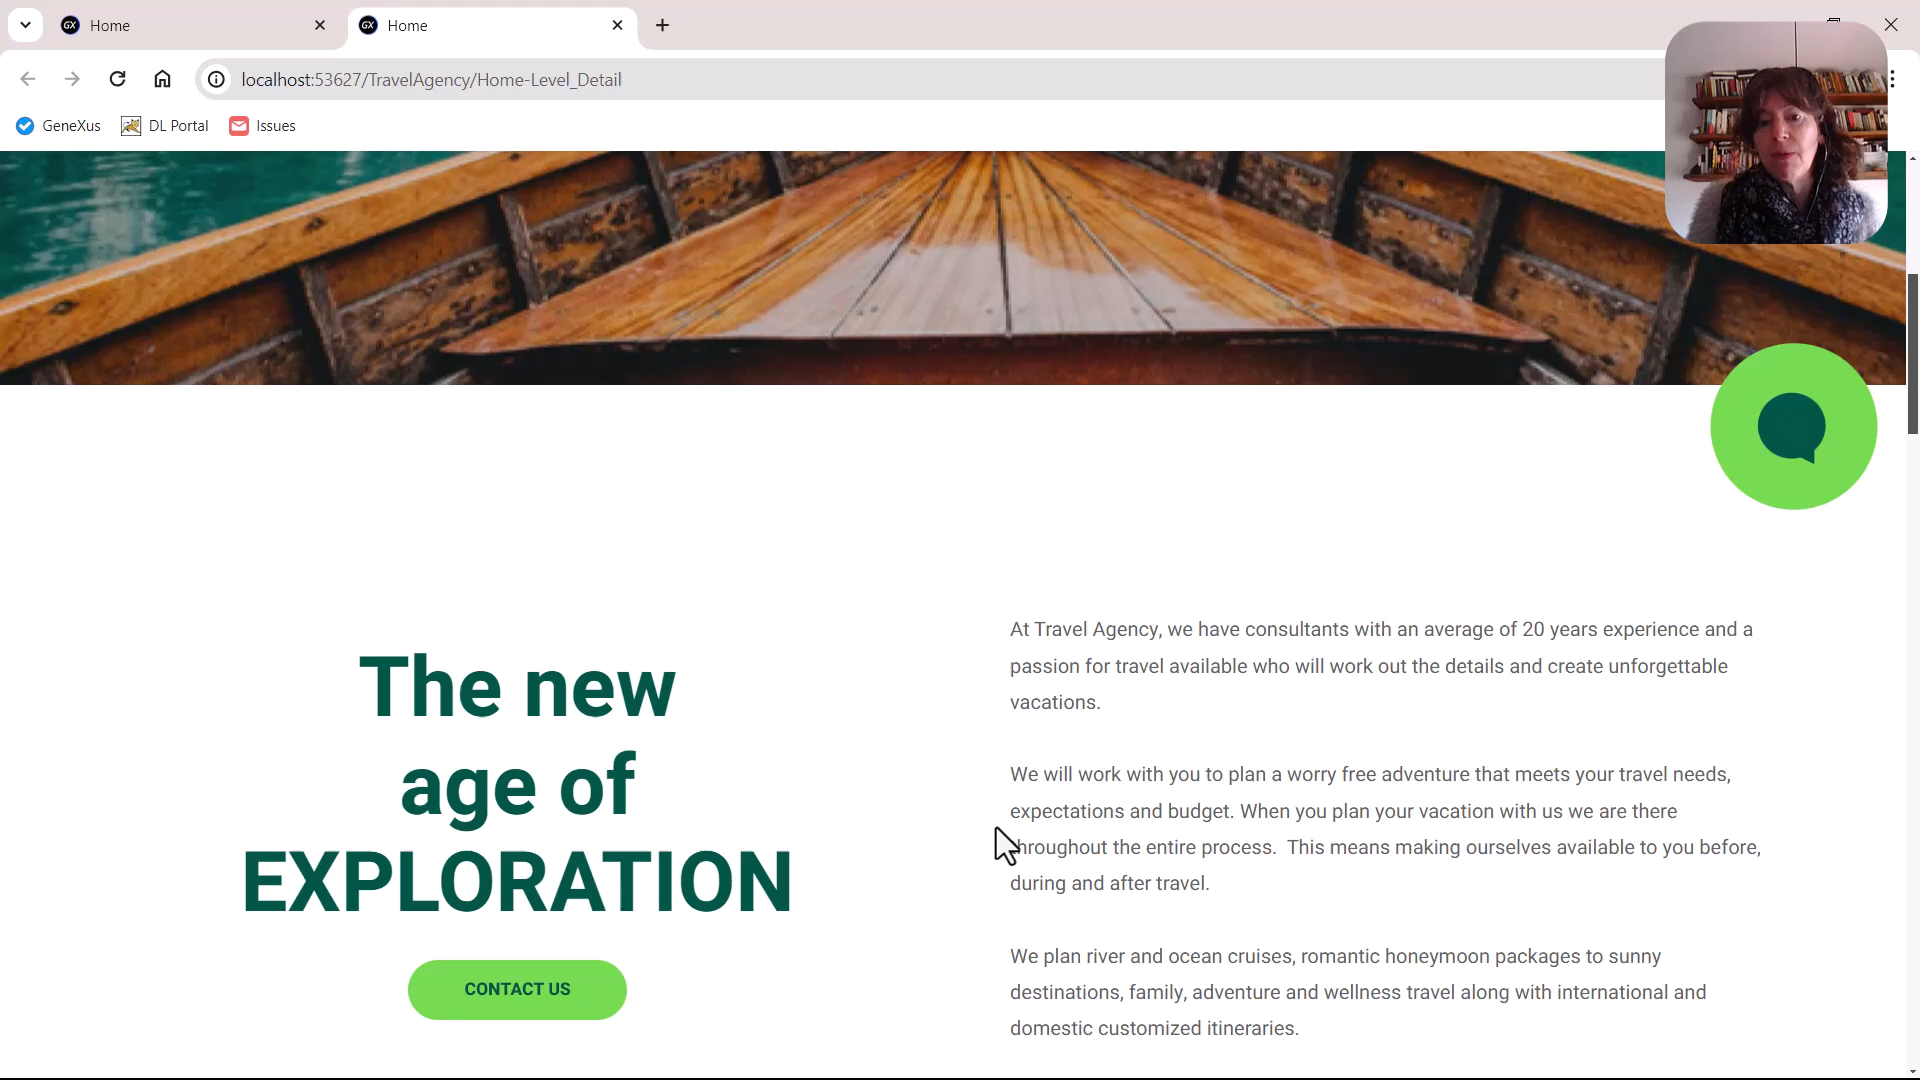 GX Home
GX Home
localhost:53627/TravelAgency/Home-Level_Detail
GeneXus DL Portal Issues
The new
age of
EXPLORATION
CONTACT US
At Travel Agency, we have consultants with an average of 20 years experience and a
passion for travel available who will work out the details and create unforgettable
vacations.
We will work with you to plan a worry free adventure that meets your travel needs,
expectations and budget. When you plan your vacation with us we are there
throughout the entire process.  This means making ourselves available to you before,
during and after travel.
We plan river and ocean cruises, romantic honeymoon packages to sunny
destinations, family, adventure and wellness travel along with international and
domestic customized itineraries.